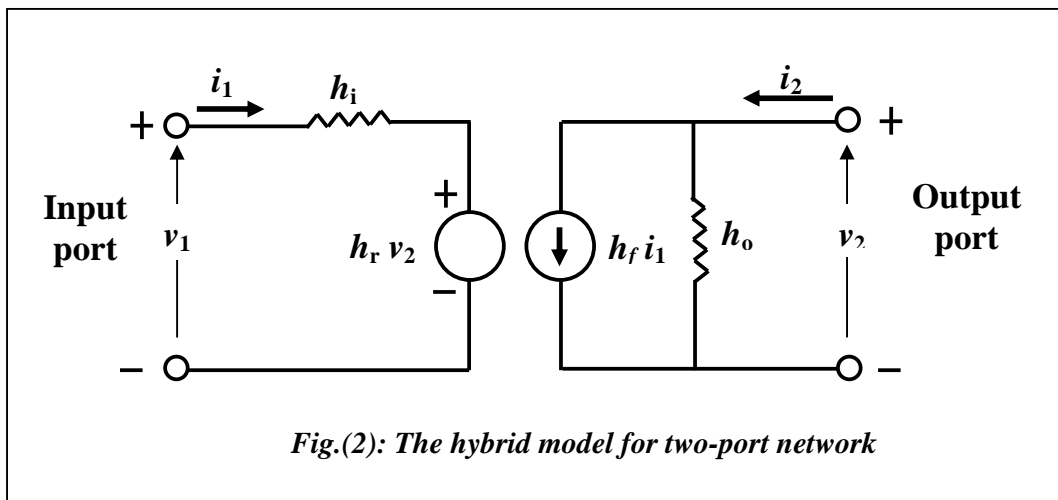 i₁
hᵢ
i₂
+
+
Input
port
v₁
+
hᵣ v₂
−
h_f i₁
hₒ
v₂
Output
port
−
−
Fig.(2): The hybrid model for two-port network